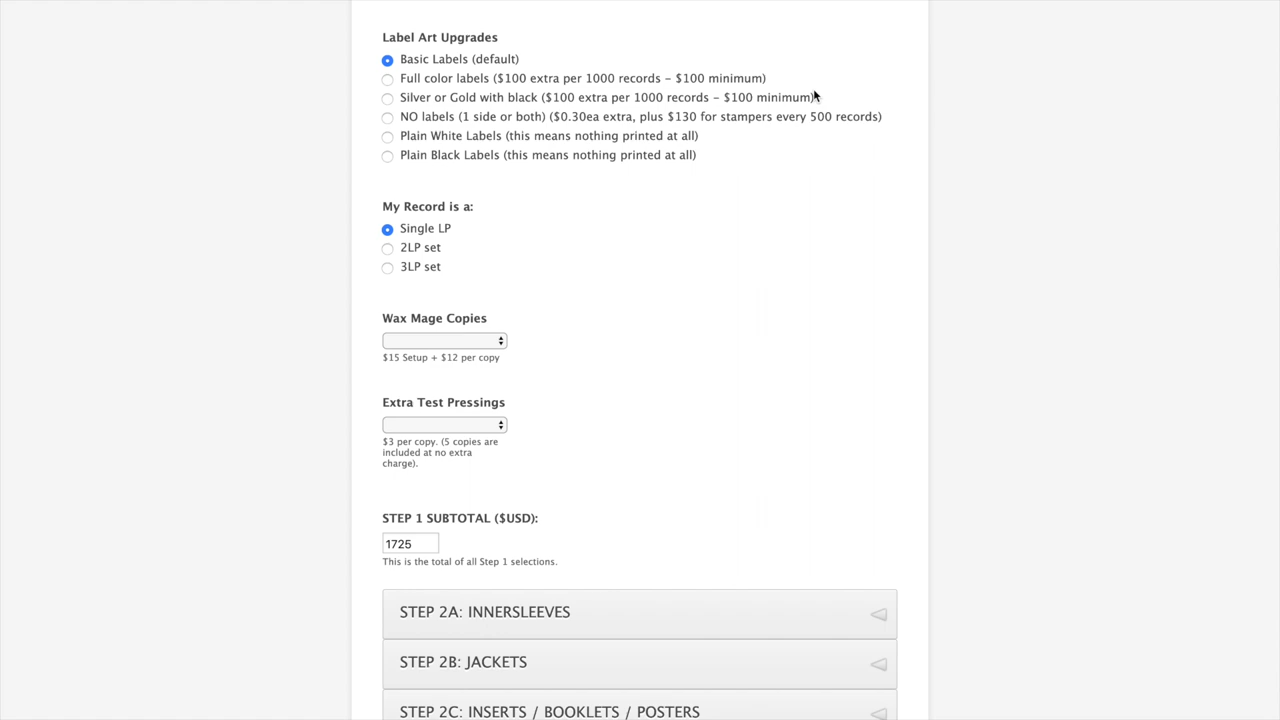 Label Art Upgrades
Basic Labels (default)
Full color labels ($100 extra per 1000 records – $100 minimum)
Silver or Gold with black ($100 extra per 1000 records – $100 minimum)
NO labels (1 side or both) ($0.30ea extra, plus $130 for stampers every 500 records)
Plain White Labels (this means nothing printed at all)
Plain Black Labels (this means nothing printed at all)
My Record is a:
Single LP
2LP set
3LP set
Wax Mage Copies
$15 Setup + $12 per copy
Extra Test Pressings
$3 per copy. (5 copies are
included at no extra
charge).
STEP 1 SUBTOTAL ($USD):
1725
This is the total of all Step 1 selections.
STEP 2A: INNERSLEEVES
STEP 2B: JACKETS
STEP 2C: INSERTS / BOOKLETS / POSTERS